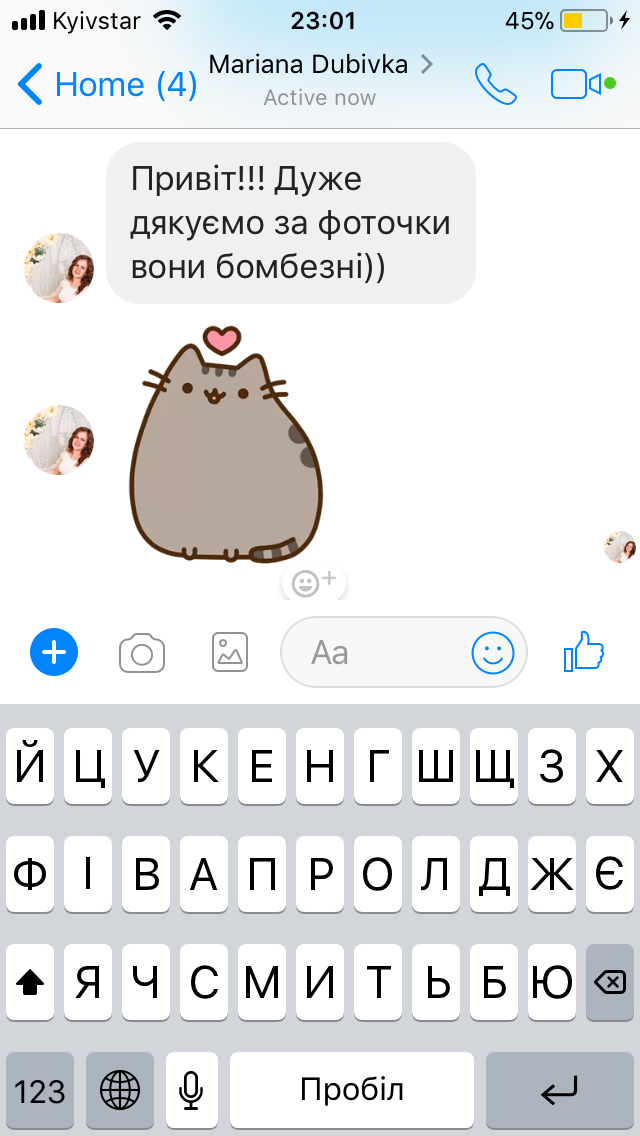 Kyivstar 23:01 45%
Home (4) Mariana Dubivka
Active now
Привіт!!! Дуже
дякуємо за фоточки
вони бомбезні))
Aa
Й Ц У К Е Н Г Ш Щ З Х
Ф І В А П Р О Л Д Ж Є
Я Ч С М И Т Ь Б Ю
123 Пробіл